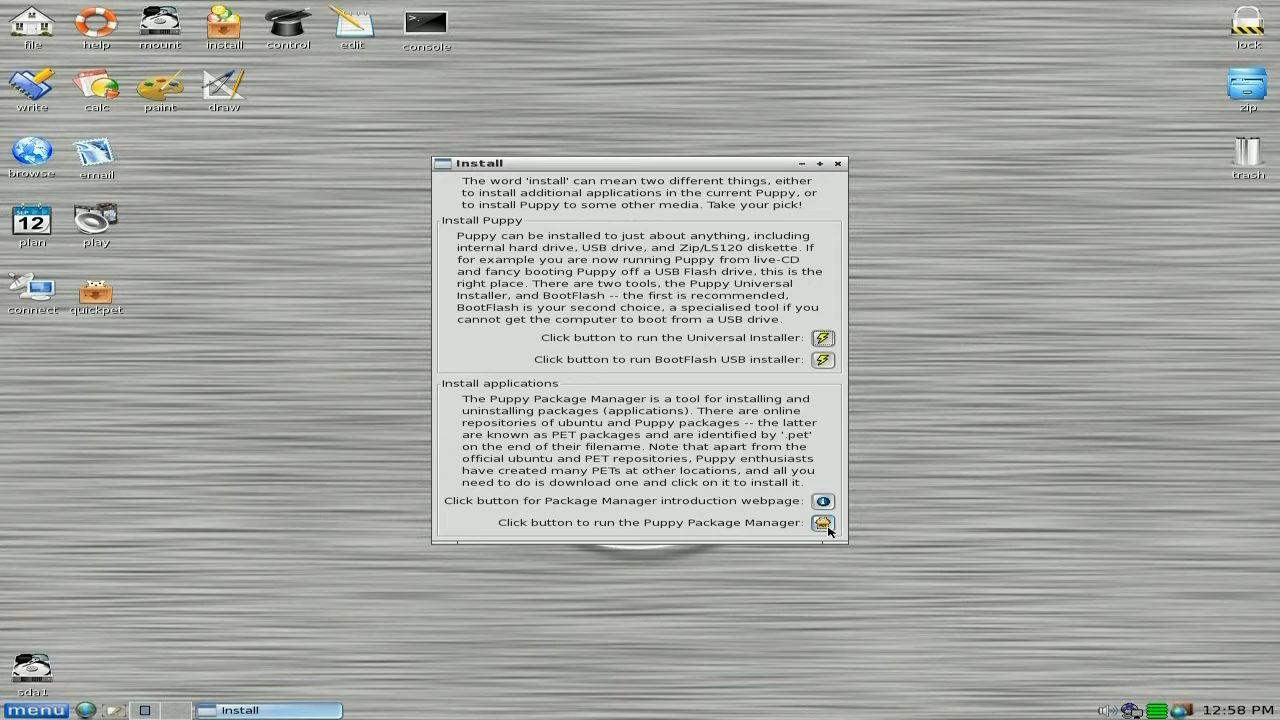 file
help
mount
install
control
edit
console
lock
write
calc
paint
draw
zip
browse
email
trash
SEP
12
plan
play
connect
quickpet
Install
The word 'install' can mean two different things, either
to install additional applications in the current Puppy, or
to install Puppy to some other media. Take your pick!
Install Puppy
Puppy can be installed to just about anything, including
internal hard drive, USB drive, and Zip/LS120 diskette. If
for example you are now running Puppy from live-CD
and fancy booting Puppy off a USB Flash drive, this is the
right place. There are two tools, the Puppy Universal
Installer, and BootFlash -- the first is recommended,
BootFlash is your second choice, a specialised tool if you
cannot get the computer to boot from a USB drive.
Click button to run the Universal Installer:
Click button to run BootFlash USB installer:
Install applications
The Puppy Package Manager is a tool for installing and
uninstalling packages (applications). There are online
repositories of ubuntu and Puppy packages -- the latter
are known as PET packages and are identified by '.pet'
on the end of their filename. Note that apart from the
official ubuntu and PET repositories, Puppy enthusiasts
have created many PETs at other locations, and all you
need to do is download one and click on it to install it.
Click button for Package Manager introduction webpage:
Click button to run the Puppy Package Manager:
sda1
menu
Install
12:58 PM